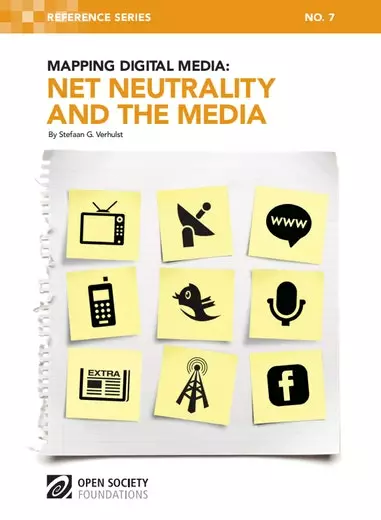 REFERENCE SERIES
NO. 7
MAPPING DIGITAL MEDIA:
NET NEUTRALITY
AND THE MEDIA
By Stefaan G. Verhulst
WWW
EXTRA
f
OPEN SOCIETY
FOUNDATIONS